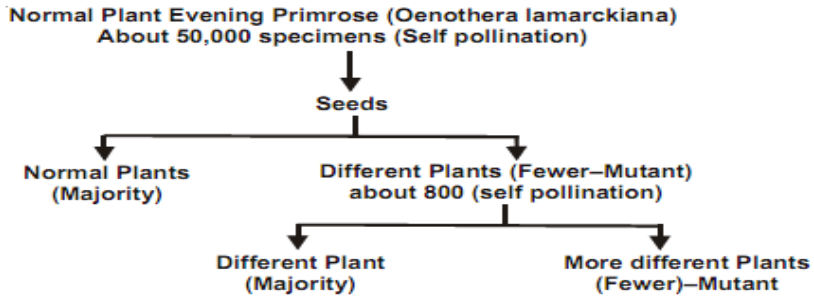 Normal Plant Evening Primrose (Oenothera lamarckiana)
About 50,000 specimens (Self pollination)
Seeds
Normal Plants
(Majority)
Different Plants (Fewer–Mutant)
about 800 (self pollination)
Different Plant
(Majority)
More different Plants
(Fewer)–Mutant